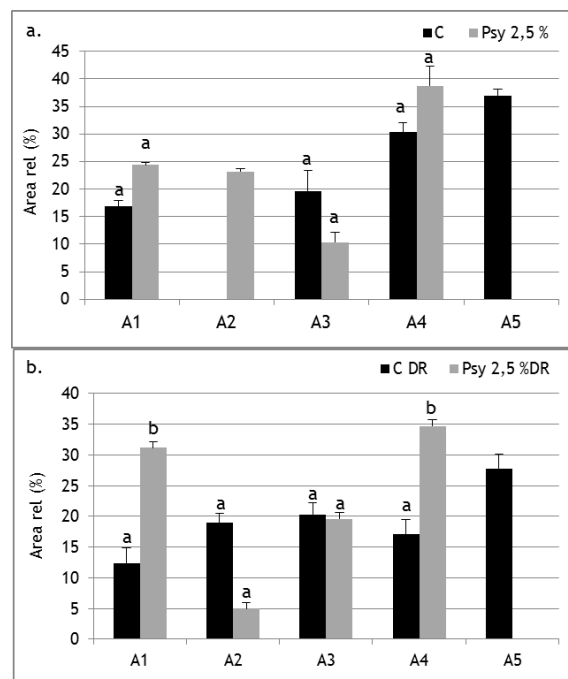 a.
C Psy 2,5 %
Area rel (%)
45
40
35
30
25
20
15
10
5
0
a a a a a a
A1 A2 A3 A4 A5
b.
C DR Psy 2,5 %DR
Area rel (%)
40
35
30
25
20
15
10
5
0
a b a a a a a b
A1 A2 A3 A4 A5